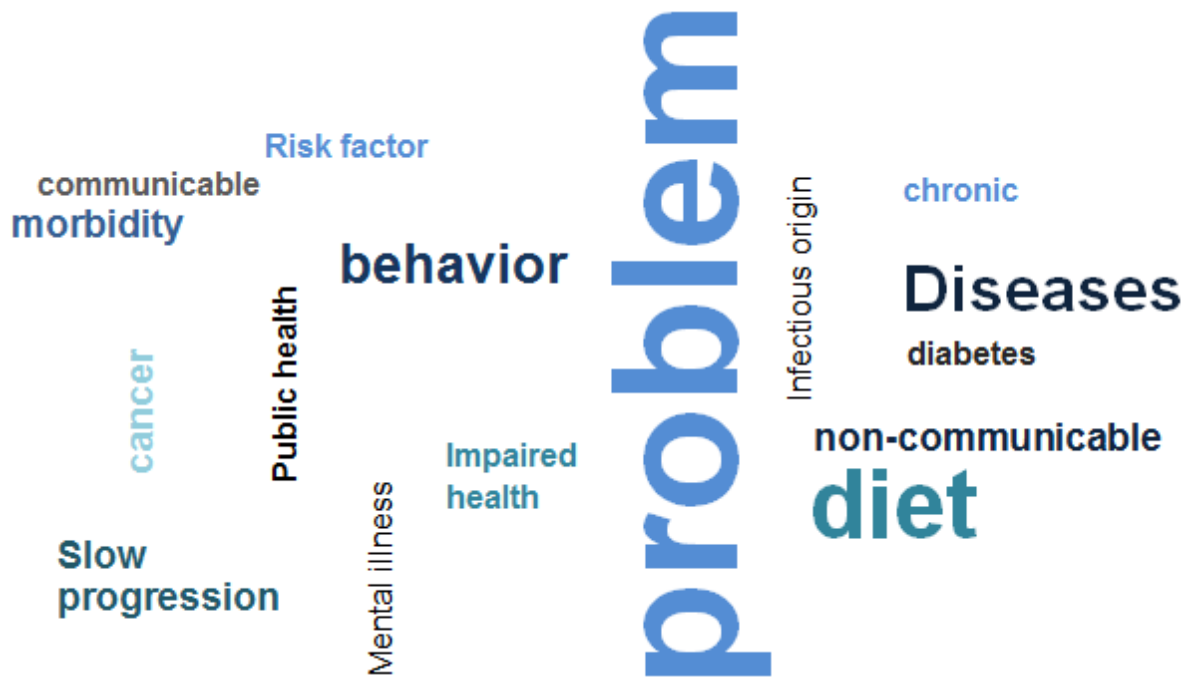 problem
Risk factor
communicable
morbidity
behavior
Infectious origin
chronic
Diseases
diabetes
Public health
cancer
non-communicable
diet
Impaired
health
Mental illness
Slow
progression